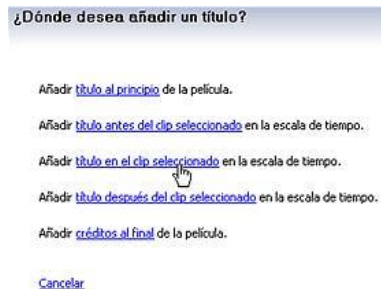 ¿Dónde desea añadir un título?
Añadir título al principio de la película.
Añadir título antes del clip seleccionado en la escala de tiempo.
Añadir título en el clip seleccionado en la escala de tiempo.
Añadir título después del clip seleccionado en la escala de tiempo.
Añadir créditos al final de la película.
Cancelar